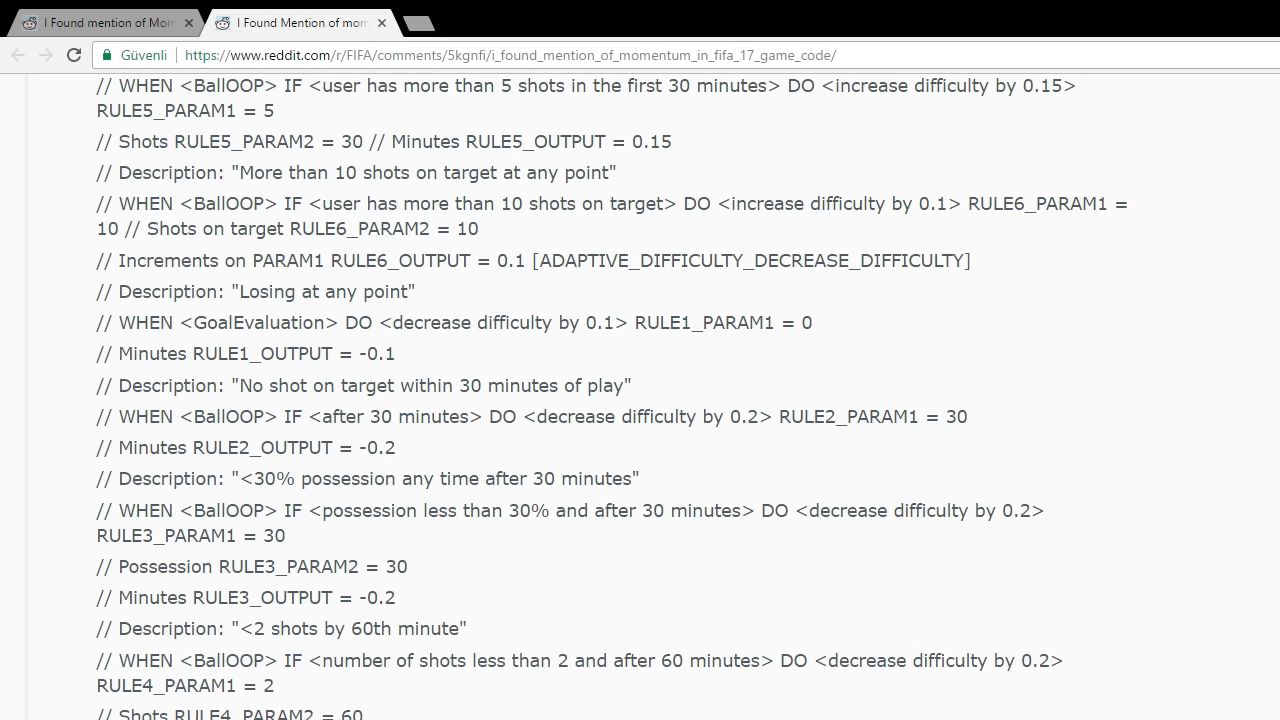 I Found mention of Mom
I Found Mention of mom
Güvenli
https://www.reddit.com/r/FIFA/comments/5kgnfi/i_found_mention_of_momentum_in_fifa_17_game_code/
// WHEN <BallOOP> IF <user has more than 5 shots in the first 30 minutes> DO <increase difficulty by 0.15>
RULE5_PARAM1 = 5
// Shots RULE5_PARAM2 = 30 // Minutes RULE5_OUTPUT = 0.15
// Description: "More than 10 shots on target at any point"
// WHEN <BallOOP> IF <user has more than 10 shots on target> DO <increase difficulty by 0.1> RULE6_PARAM1 =
10 // Shots on target RULE6_PARAM2 = 10
// Increments on PARAM1 RULE6_OUTPUT = 0.1 [ADAPTIVE_DIFFICULTY_DECREASE_DIFFICULTY]
// Description: "Losing at any point"
// WHEN <GoalEvaluation> DO <decrease difficulty by 0.1> RULE1_PARAM1 = 0
// Minutes RULE1_OUTPUT = -0.1
// Description: "No shot on target within 30 minutes of play"
// WHEN <BallOOP> IF <after 30 minutes> DO <decrease difficulty by 0.2> RULE2_PARAM1 = 30
// Minutes RULE2_OUTPUT = -0.2
// Description: "<30% possession any time after 30 minutes"
// WHEN <BallOOP> IF <possession less than 30% and after 30 minutes> DO <decrease difficulty by 0.2>
RULE3_PARAM1 = 30
// Possession RULE3_PARAM2 = 30
// Minutes RULE3_OUTPUT = -0.2
// Description: "<2 shots by 60th minute"
// WHEN <BallOOP> IF <number of shots less than 2 and after 60 minutes> DO <decrease difficulty by 0.2>
RULE4_PARAM1 = 2
// Shots RULE4_PARAM2 = 60